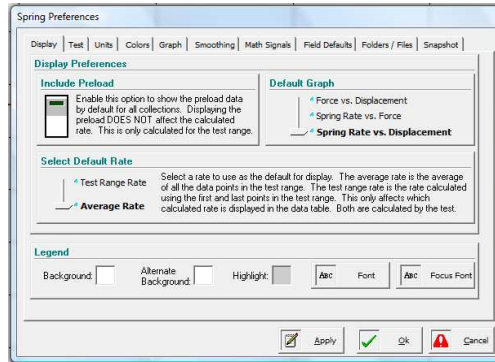 Spring Preferences
Display Test Units Colors Graph Smoothing Math Signals Field Defaults Folders / Files Snapshot
Display Preferences
Include Preload
Enable this option to show the preload data
by default for all collections. Displaying the
preload DOES NOT affect the calculated
rate. This is only calculated for the test range.
Default Graph
Force vs. Displacement
Spring Rate vs. Force
Spring Rate vs. Displacement
Select Default Rate
Test Range Rate
Average Rate
Select a rate to use as the default for display. The average rate is the average
of all the data points in the test range. The test range rate is the rate calculated
using the first and last points in the test range. This only affects which
calculated rate is displayed in the data table. Both are calculated by the test.
Legend
Background:
Alternate
Background:
Highlight:
ABC Font
ABC Focus Font
Apply
Ok
Cancel